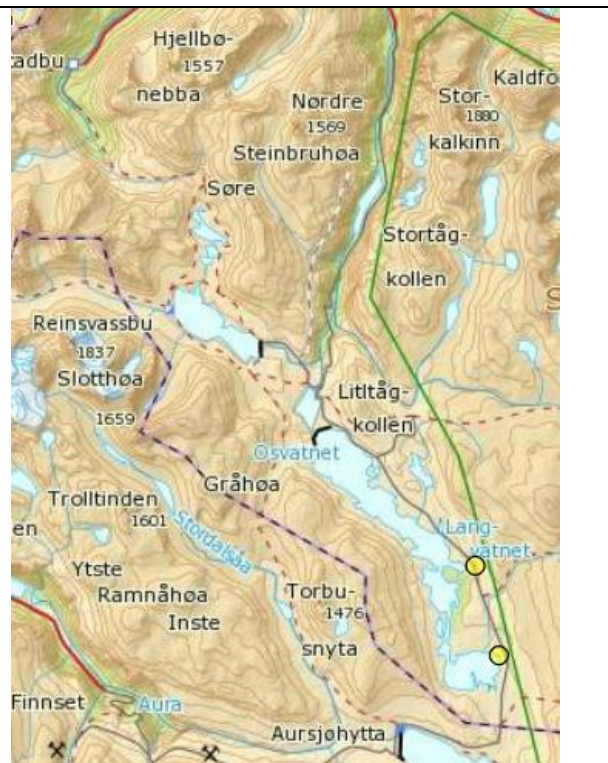 Hjellbø-
adbu
1557
nebba
Kaldfo
Stor-
1880
kalkinn
Nørdre
1569
Steinbruhøa
Søre
Stortåg-
kollen
S
Reinsvassbu
1837
Slotthøa
1659
Litltåg-
kollen
Osvatnet
Gråhøa
Trolltinden
1601
Stordalsåa
Lang-
vatnet
en
Ytste
Ramnåhøa
Inste
Torbu-
1476
snyta
Finnset
Aura
Aursjøhytta